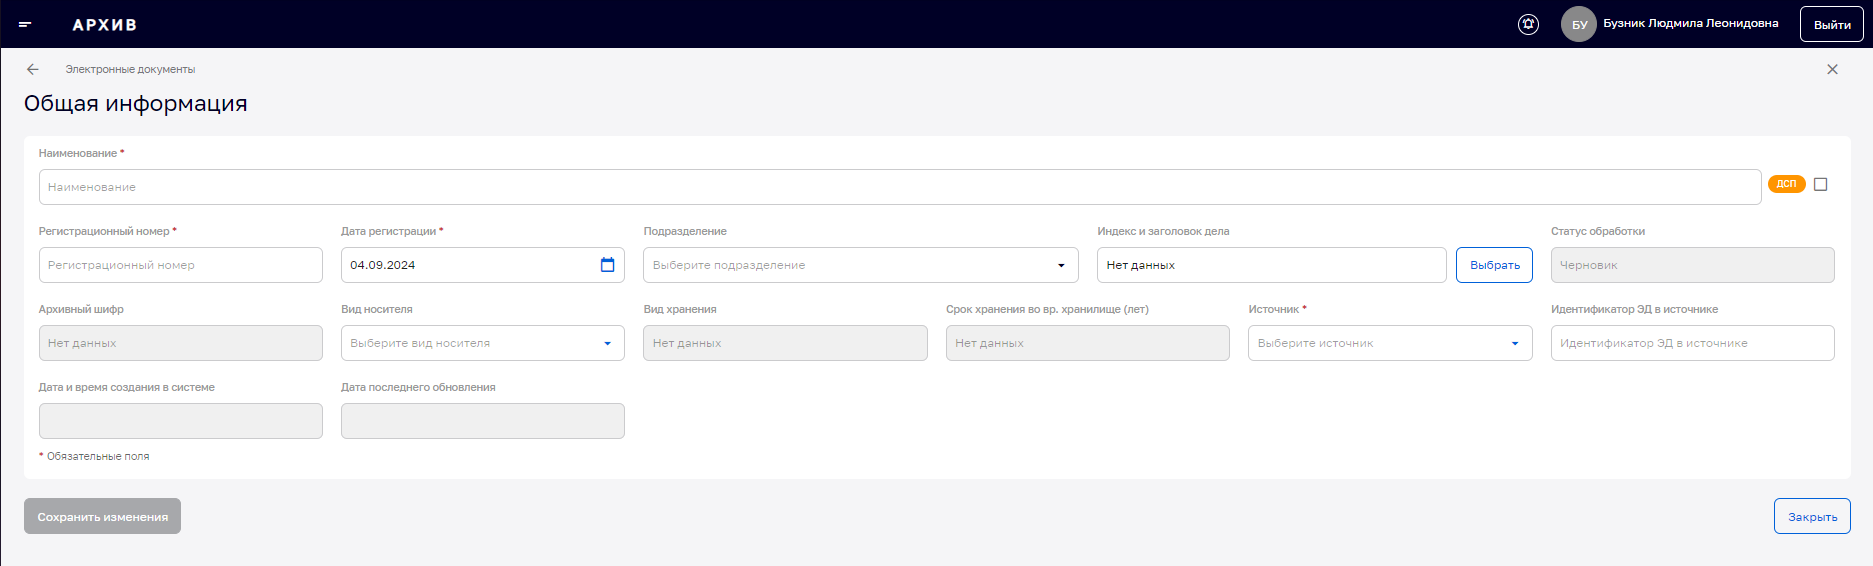 АРХИВ
БУ Бузник Людмила Леонидовна Выйти
Электронные документы
Общая информация
Наименование *
Наименование ДСП
Регистрационный номер * Дата регистрации * Подразделение Индекс и заголовок дела Статус обработки
Регистрационный номер 04.09.2024 Выберите подразделение Нет данных Выбрать Черновик
Архивный шифр Вид носителя Вид хранения Срок хранения во вр. хранилище (лет) Источник * Идентификатор ЭД в источнике
Нет данных Выберите вид носителя Нет данных Нет данных Выберите источник Идентификатор ЭД в источнике
Дата и время создания в системе Дата последнего обновления
* Обязательные поля
Сохранить изменения Закрыть